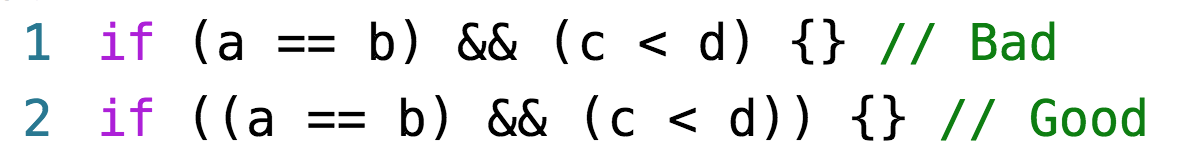 1 if (a == b) && (c < d) {} // Bad
2 if ((a == b) && (c < d)) {} // Good